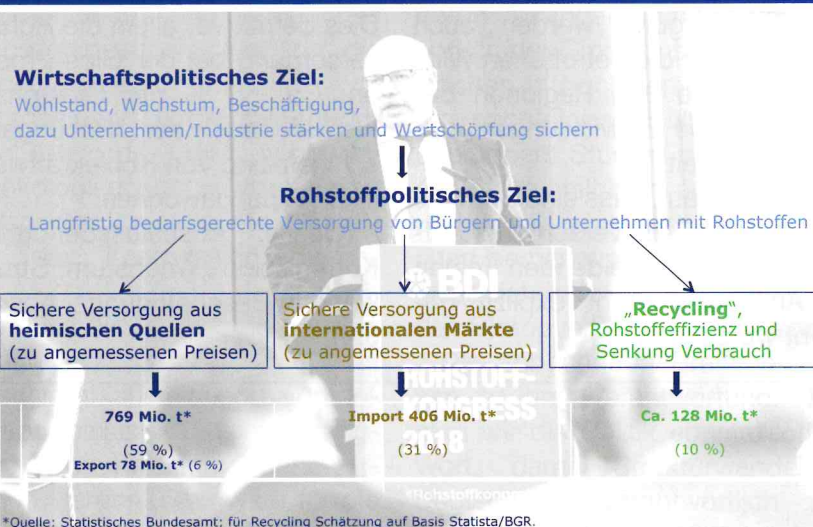 Wirtschaftspolitisches Ziel:
Wohlstand, Wachstum, Beschäftigung,
dazu Unternehmen/Industrie stärken und Wertschöpfung sichern
Rohstoffpolitisches Ziel:
Langfristig bedarfsgerechte Versorgung von Bürgern und Unternehmen mit Rohstoffen
BDI
Sichere Versorgung aus
heimischen Quellen
(zu angemessenen Preisen)
Sichere Versorgung aus
internationalen Märkte
(zu angemessenen Preisen)
„Recycling“,
Rohstoffeffizienz und
Senkung Verbrauch
ROHSTOFF-
KONGRESS
2018
769 Mio. t*
(59 %)
Export 78 Mio. t* (6 %)
Import 406 Mio. t*
(31 %)
Ca. 128 Mio. t*
(10 %)
*Quelle: Statistisches Bundesamt; für Recycling Schätzung auf Basis Statista/BGR.